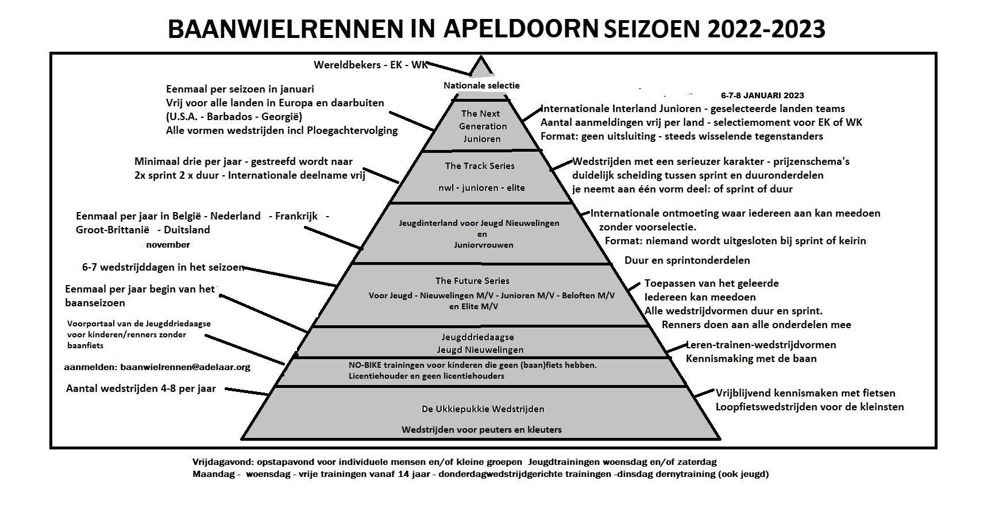 BAANWIELRENNEN IN APELDOORN SEIZOEN 2022-2023
Wereldbekers - EK - WK
Nationale selectie
Eenmaal per seizoen in januari
Vrij voor alle landen in Europa en daarbuiten
(U.S.A. - Barbados - Georgië)
Alle vormen wedstrijden incl Ploegachtervolging
The Next
Generation
Junioren
6-7-8 JANUARI 2023
Internationale Interland Junioren - geselecteerde landen teams
Aantal aanmeldingen vrij per land - selectiemoment voor EK of WK
Format: geen uitsluiting - steeds wisselende tegenstanders
Minimaal drie per jaar - gestreefd wordt naar
2x sprint 2 x duur - Internationale deelname vrij
The Track Series
nwl - junioren - elite
Wedstrijden met een serieuzer karakter - prijzenschema's
duidelijk scheiding tussen sprint en duuronderdelen
je neemt aan één vorm deel: of sprint of duur
Eenmaal per jaar in België - Nederland - Frankrijk -
Groot-Brittanië - Duitsland
november
Jeugdinterland voor Jeugd Nieuwelingen
en
Juniorvrouwen
Internationale ontmoeting waar iedereen aan kan meedoen
zonder voorselectie.
Format: niemand wordt uitgesloten bij sprint of keirin
Duur en sprintonderdelen
6-7 wedstrijddagen in het seizoen
The Future Series
Voor Jeugd - Nieuwelingen M/V - Junioren M/V - Beloften M/V
en Elite M/V
Toepassen van het geleerde
Iedereen kan meedoen
Alle wedstrijdvormen duur en sprint.
Renners doen aan alle onderdelen mee
Eenmaal per jaar begin van het
baanseizoen
Jeugddriedaagse
Jeugd Nieuwelingen
Leren-trainen-wedstrijdvormen
Kennismaking met de baan
Voorportaal van de Jeugddriedaagse
voor kinderen/renners zonder
baanfiets
aanmelden: baanwielrennen@adelaar.org
NO-BIKE trainingen voor kinderen die geen (baan)fiets hebben.
Licentiehouder en geen licentiehouders
Aantal wedstrijden 4-8 per jaar
De Ukkiepukkie Wedstrijden
Wedstrijden voor peuters en kleuters
Vrijblijvend kennismaken met fietsen
Loopfietswedstrijden voor de kleinsten
Vrijdagavond: opstapavond voor individuele mensen en/of kleine groepen Jeugdtrainingen woensdag en/of zaterdag
Maandag - woensdag - vrije trainingen vanaf 14 jaar - donderdagwedstrijdgerichte trainingen -dinsdag dernytraining (ook jeugd)